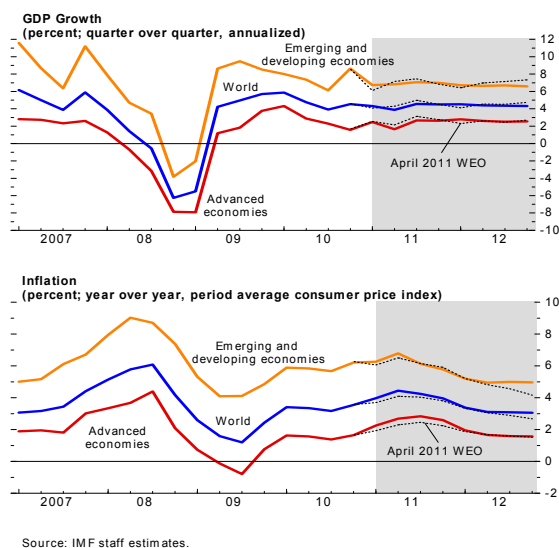 GDP Growth
(percent; quarter over quarter, annualized)
12
10
8
6
4
2
0
-2
-4
-6
-8
-10
Emerging and
developing economies
World
April 2011 WEO
Advanced
economies
2007 08 09 10 11 12
Inflation
(percent; year over year, period average consumer price index)
10
8
6
4
2
0
-2
Emerging and
developing economies
World
Advanced
economies
April 2011 WEO
2007 08 09 10 11 12
Source: IMF staff estimates.